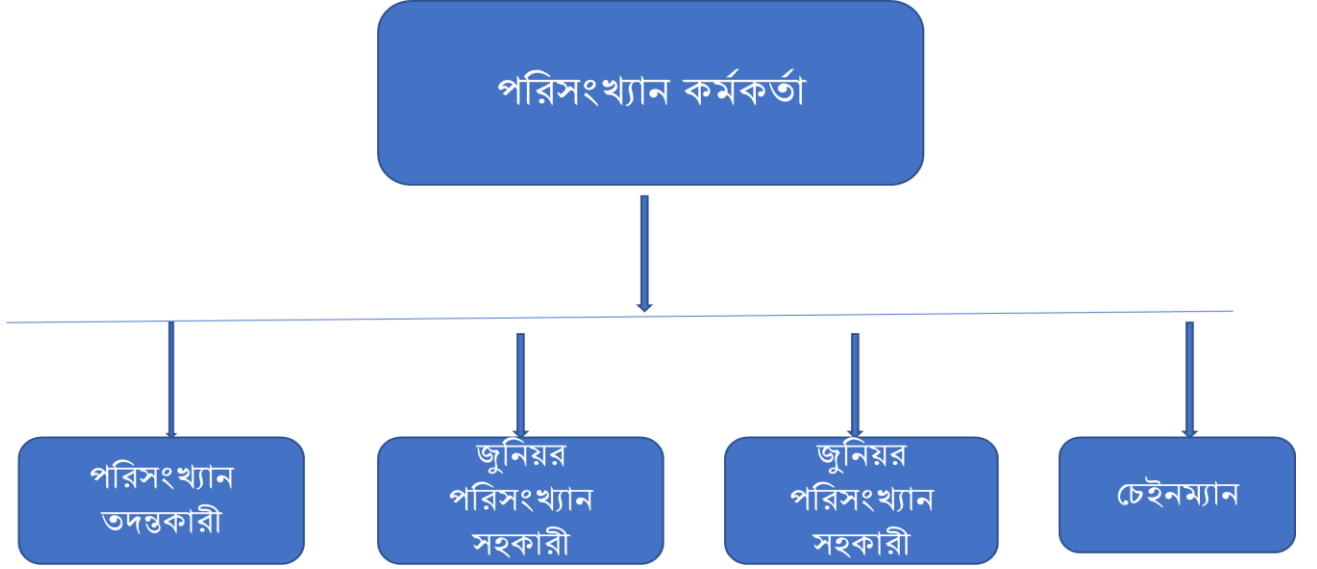 পরিসংখ্যান কর্মকর্তা
পরিসংখ্যান
তদন্তকারী
জুনিয়র
পরিসংখ্যান
সহকারী
জুনিয়র
পরিসংখ্যান
সহকারী
চেইনম্যান